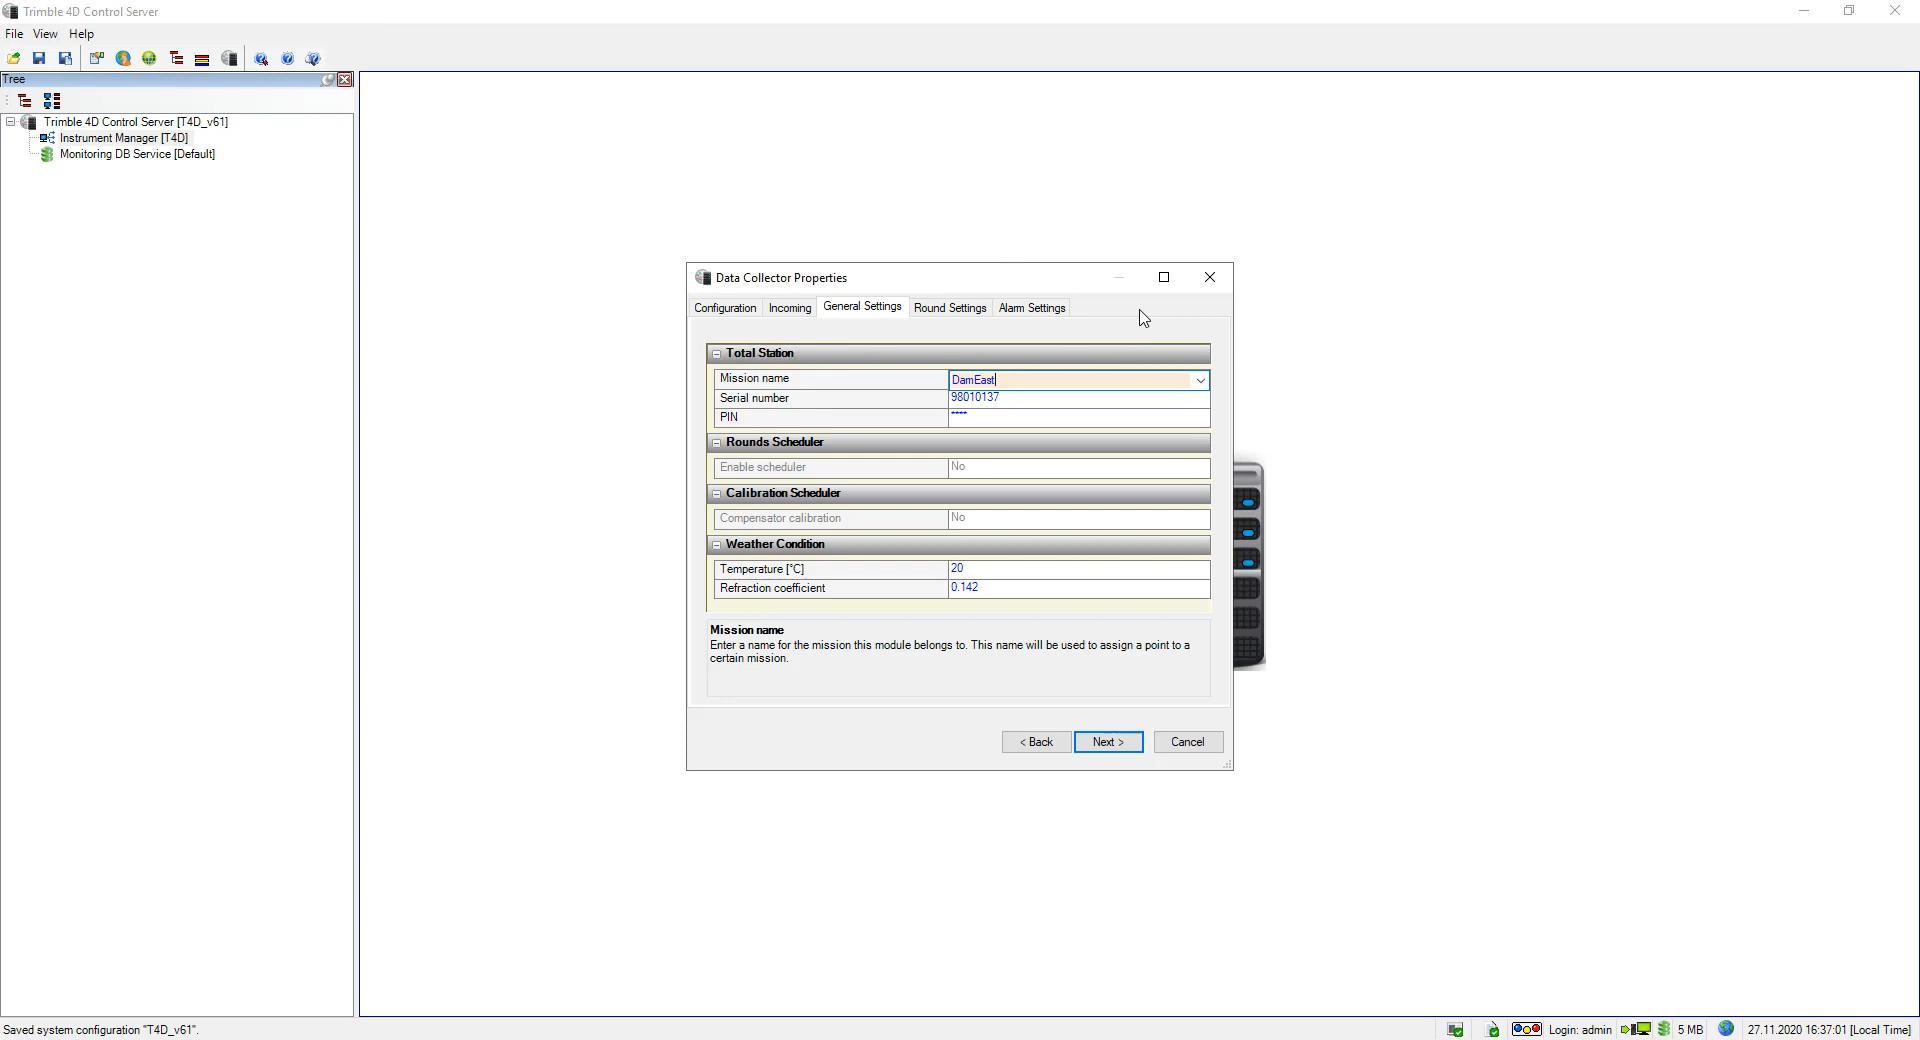 Trimble 4D Control Server
File View Help
Tree
Trimble 4D Control Server [T4D_v61]
Instrument Manager [T4D]
Monitoring DB Service [Default]
Data Collector Properties
Configuration Incoming General Settings Round Settings Alarm Settings
Total Station
Mission name DamEast
Serial number 98010137
PIN ****
Rounds Scheduler
Enable scheduler No
Calibration Scheduler
Compensator calibration No
Weather Condition
Temperature [°C] 20
Refraction coefficient 0.142
Mission name
Enter a name for the mission this module belongs to. This name will be used to assign a point to a
certain mission.
< Back Next > Cancel
Saved system configuration "T4D_v61". Login: admin 5 MB 27.11.2020 16:37:01 [Local Time]